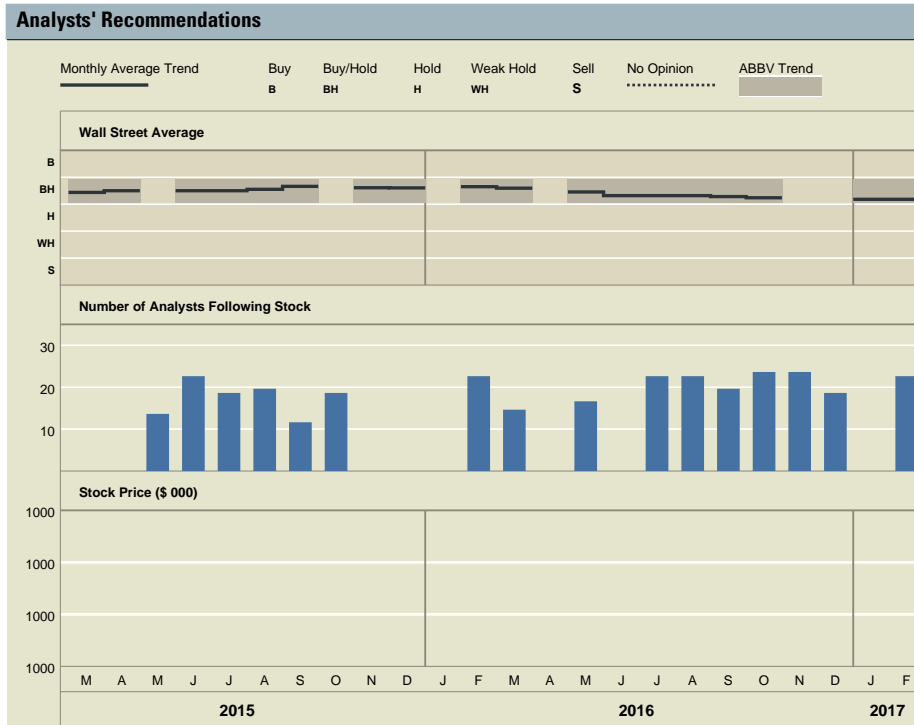 Analysts' Recommendations
Monthly Average Trend Buy Buy/Hold Hold Weak Hold Sell No Opinion ABBV Trend
B BH H WH S
Wall Street Average
B
BH
H
WH
S
Number of Analysts Following Stock
30
20
10
Stock Price ($ 000)
1000
1000
1000
1000
M A M J J A S O N D J F M A M J J A S O N D J F
2015 2016 2017